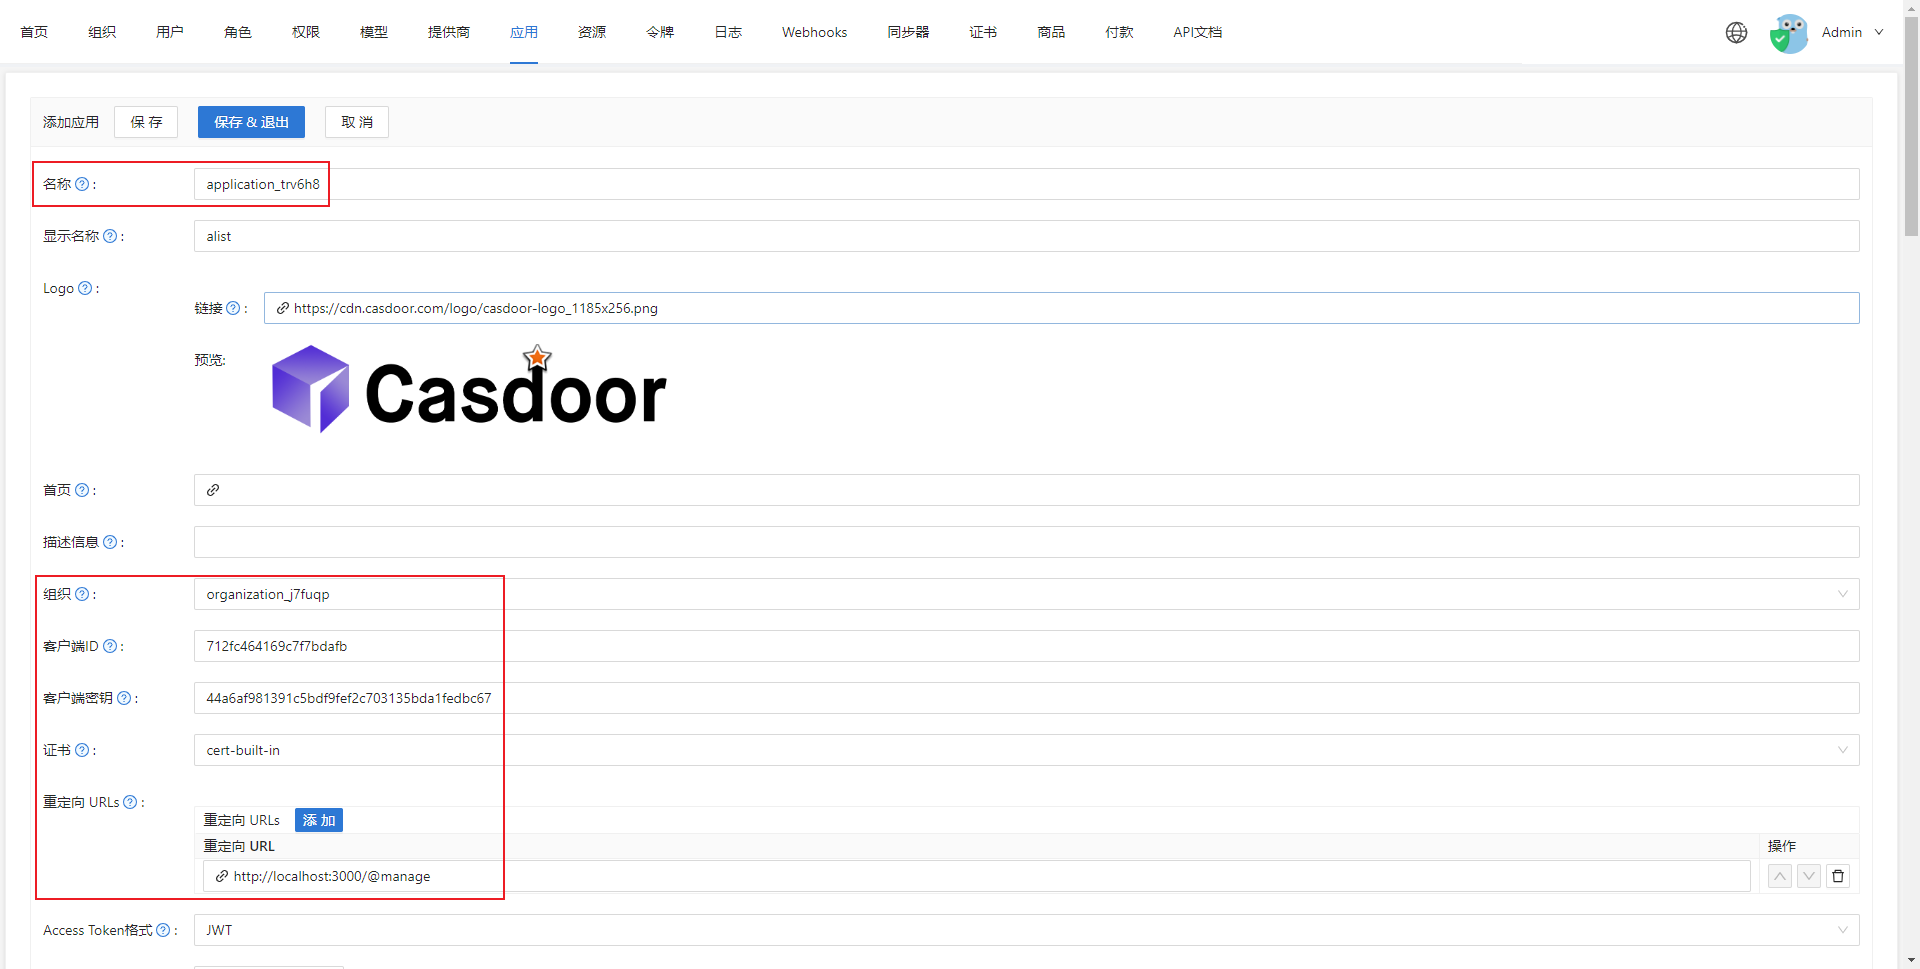 首页 组织 用户 角色 权限 模型 提供商 应用 资源 令牌 日志 Webhooks 同步器 证书 商品 付款 API文档 Admin
添加应用 保 存 保存 & 退出 取 消
名称 : application_trv6h8
显示名称 : alist
Logo :
链接 : https://cdn.casdoor.com/logo/casdoor-logo_1185x256.png
预览:
Casdoor
首页 :
描述信息 :
组织 : organization_j7fuqp
客户端ID : 712fc464169c7f7bdafb
客户端密钥 : 44a6af981391c5bdf9fef2c703135bda1fedbc67
证书 : cert-built-in
重定向 URLs :
重定向 URLs 添 加
重定向 URL 操作
http://localhost:3000/@manage
Access Token格式 : JWT